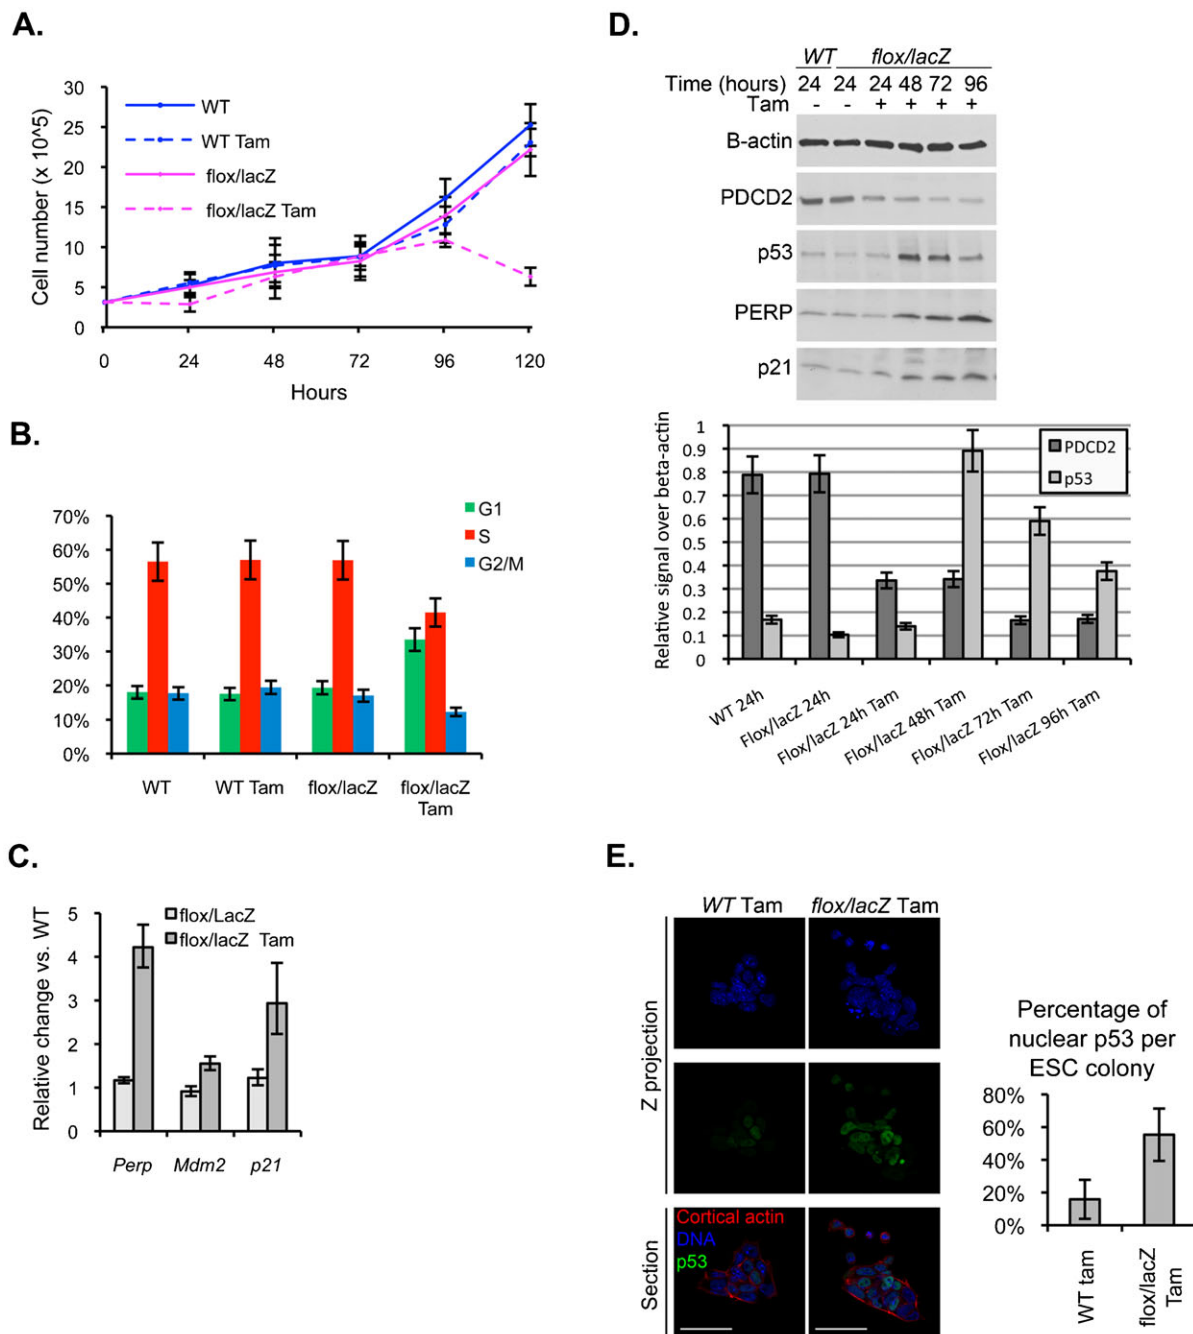 A.
Cell number (x 10^5)
30
25
20
15
10
5
0
WT
WT Tam
flox/lacZ
flox/lacZ Tam
0 24 48 72 96 120
Hours
B.
70%
60%
50%
40%
30%
20%
10%
0%
G1
S
G2/M
WT WT Tam flox/lacZ flox/lacZ
Tam
C.
Relative change vs. WT
5
4
3
2
1
0
flox/LacZ
flox/lacZ Tam
Perp Mdm2 p21
D.
WT flox/lacZ
Time (hours) 24 24 24 48 72 96
Tam - - + + + +
B-actin
PDCD2
p53
PERP
p21
Relative signal over beta-actin
1
0.9
0.8
0.7
0.6
0.5
0.4
0.3
0.2
0.1
0
PDCD2
p53
WT 24h
Flox/lacZ 24h
Flox/lacZ 24h Tam
Flox/lacZ 48h Tam
Flox/lacZ 72h Tam
Flox/lacZ 96h Tam
E.
WT Tam flox/lacZ Tam
Z projection
Section
Cortical actin
DNA
p53
Percentage of
nuclear p53 per
ESC colony
80%
60%
40%
20%
0%
WT tam
flox/lacZ
Tam